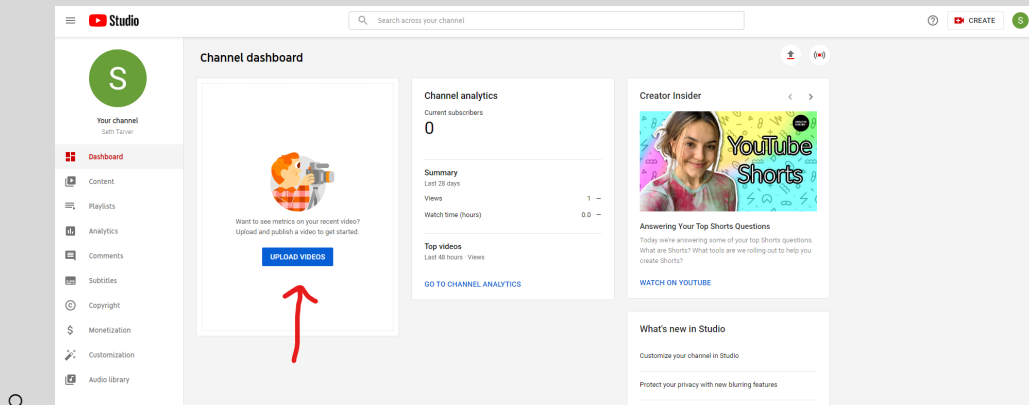 Studio
Search across your channel
CREATE
S
S
Your channel
Seth Tarver
Dashboard
Content
Playlists
Analytics
Comments
Subtitles
Copyright
Monetization
Customization
Audio library
Channel dashboard
Want to see metrics on your recent video?
Upload and publish a video to get started.
UPLOAD VIDEOS
Channel analytics
Current subscribers
0
Summary
Last 28 days
Views 1 —
Watch time (hours) 0.0 —
Top videos
Last 48 hours · Views
GO TO CHANNEL ANALYTICS
Creator Insider
YouTube
Shorts
Answering Your Top Shorts Questions
Today we're answering some of your top Shorts questions.
What are Shorts? What tools are we rolling out to help you
create Shorts?
WATCH ON YOUTUBE
What's new in Studio
Customize your channel in Studio
Protect your privacy with new blurring features